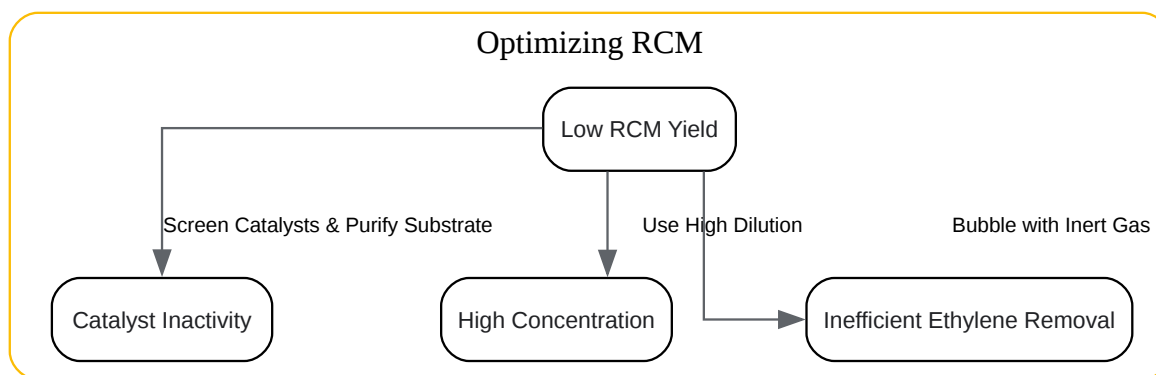 Optimizing RCM
Low RCM Yield
Screen Catalysts & Purify Substrate
Use High Dilution
Bubble with Inert Gas
Catalyst Inactivity
High Concentration
Inefficient Ethylene Removal